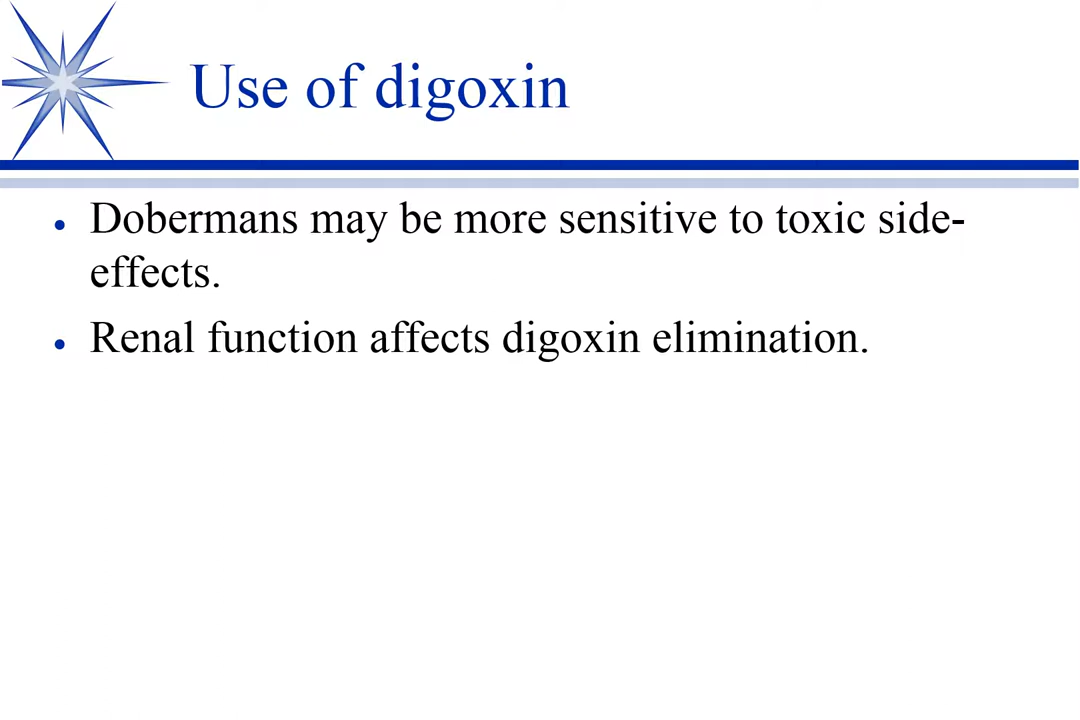 Use of digoxin
• Dobermans may be more sensitive to toxic side-
effects.
• Renal function affects digoxin elimination.